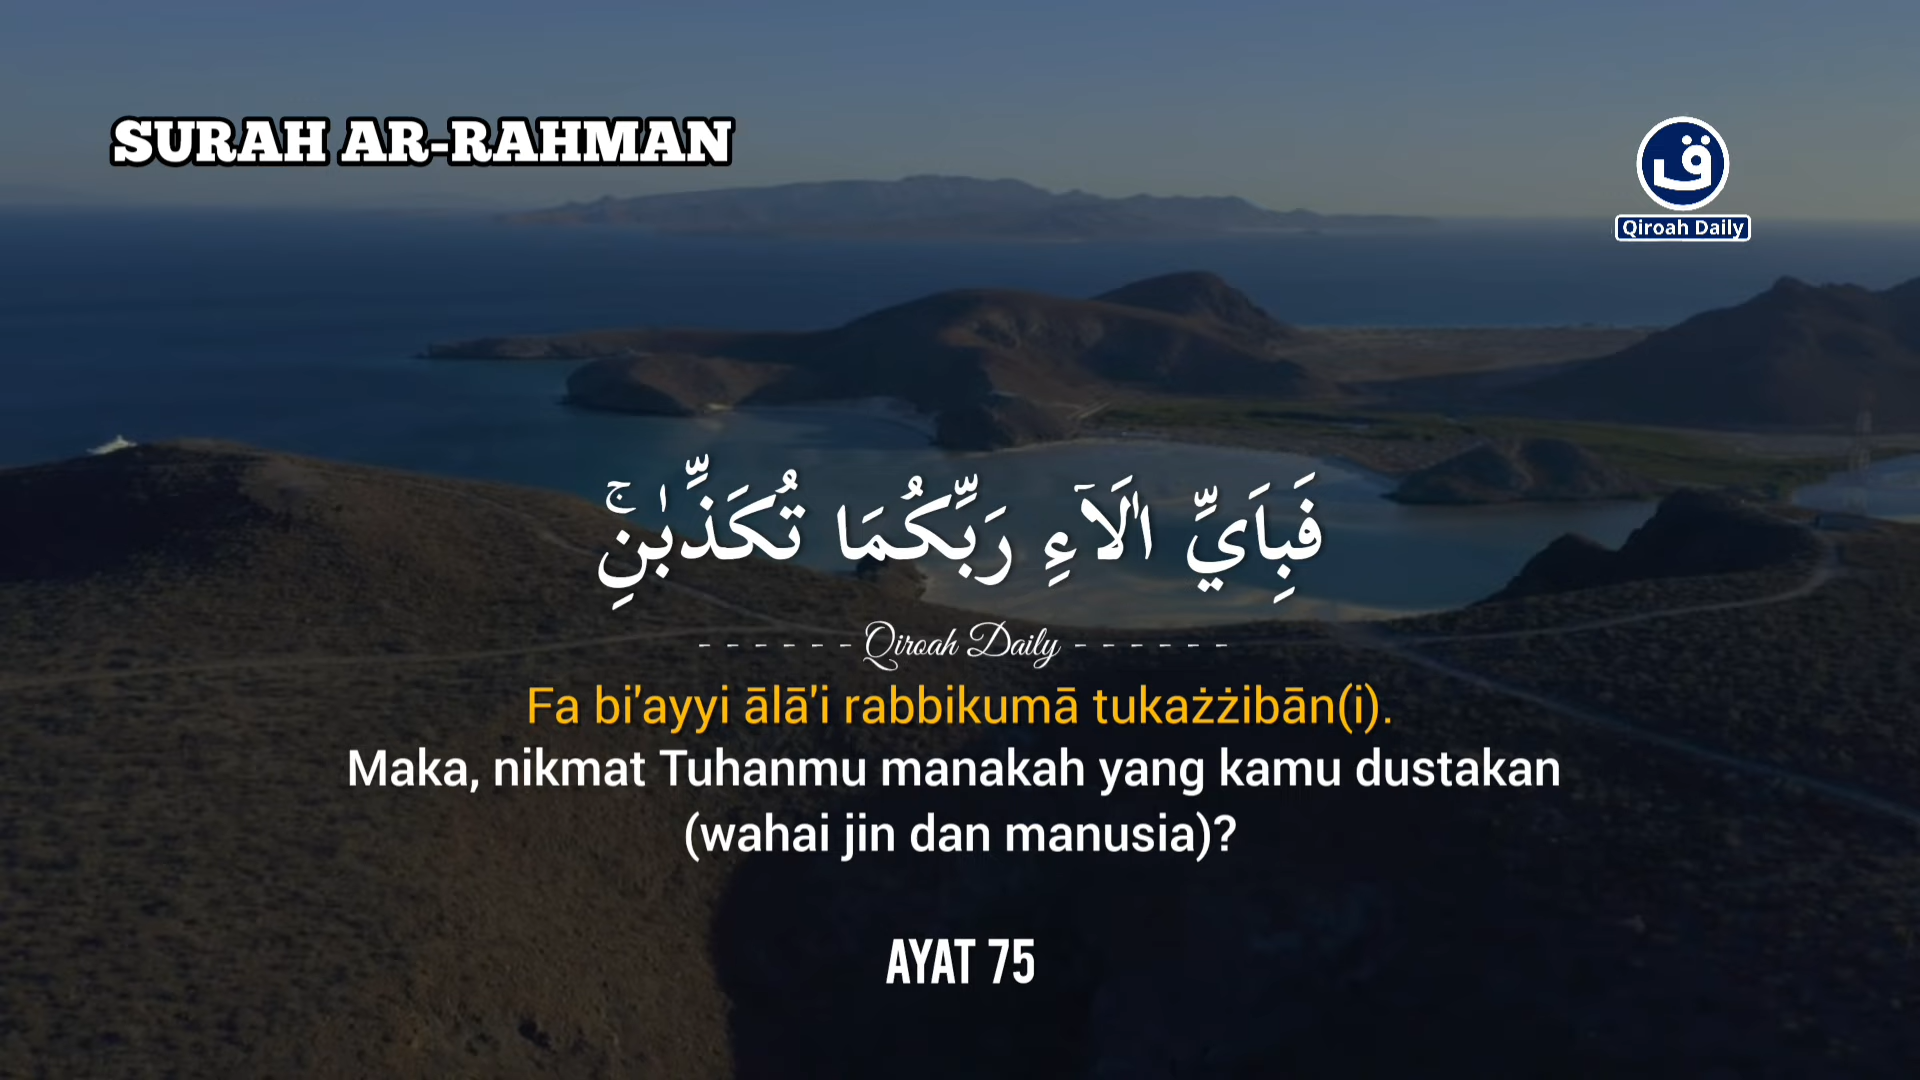 SURAH AR-RAHMAN
ق
Qiroah Daily
فَبِاَيِّ اٰلَاۤءِ رَبِّكُمَا تُكَذِّبٰنِۚ
Qiroah Daily
Fa bi'ayyi ālā'i rabbikumā tukażżibān(i).
Maka, nikmat Tuhanmu manakah yang kamu dustakan
(wahai jin dan manusia)?
AYAT 75